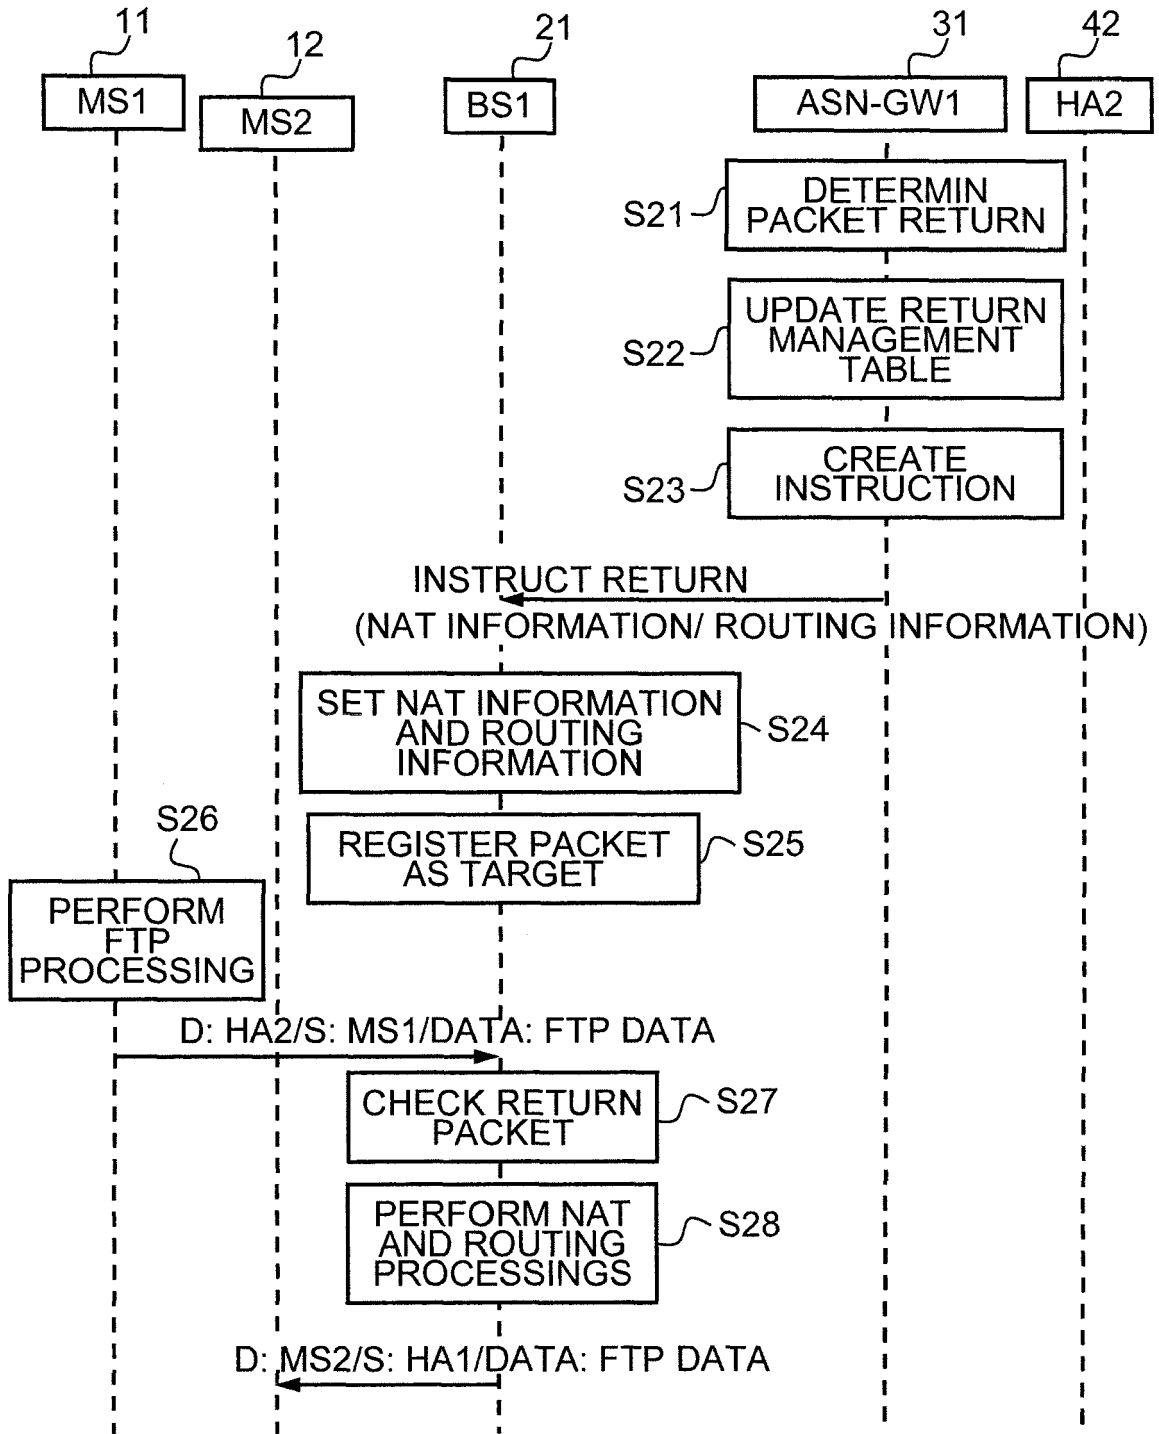 11
12
21
31
42
MS1
MS2
BS1
ASN-GW1
HA2
S21
DETERMIN
PACKET RETURN
S22
UPDATE RETURN
MANAGEMENT
TABLE
S23
CREATE
INSTRUCTION
INSTRUCT RETURN
(NAT INFORMATION/ ROUTING INFORMATION)
SET NAT INFORMATION
AND ROUTING
INFORMATION
S24
REGISTER PACKET
AS TARGET
S25
S26
PERFORM
FTP
PROCESSING
D: HA2/S: MS1/DATA: FTP DATA
CHECK RETURN
PACKET
S27
PERFORM NAT
AND ROUTING
PROCESSINGS
S28
D: MS2/S: HA1/DATA: FTP DATA